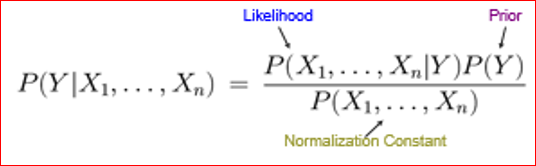 Likelihood Prior
P(Y|X₁, . . . , Xₙ) = P(X₁, . . . , Xₙ|Y)P(Y) / P(X₁, . . . , Xₙ)
Normalization Constant